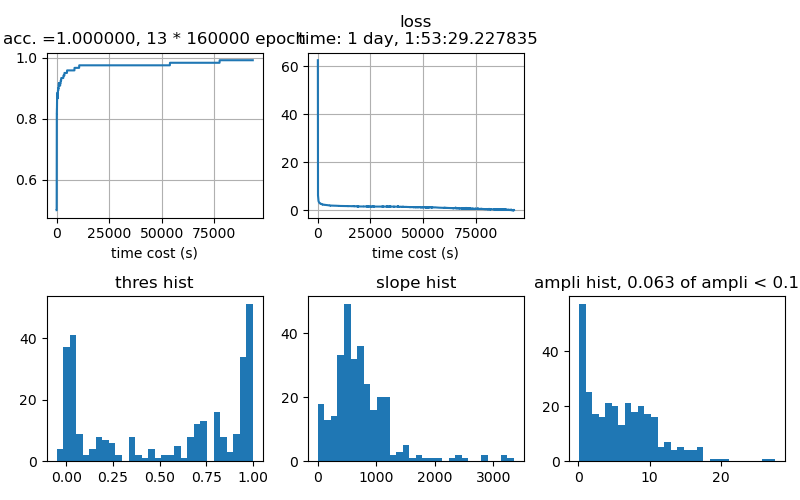 acc. =1.000000, 13 * 160000 epoch
loss
time: 1 day, 1:53:29.227835
1.0
0.8
0.6
0 25000 50000 75000
time cost (s)
60
40
20
0
0 25000 50000 75000
time cost (s)
thres hist
40
20
0
0.00 0.25 0.50 0.75 1.00
slope hist
40
20
0
0 1000 2000 3000
ampli hist, 0.063 of ampli < 0.1
40
20
0
0 10 20